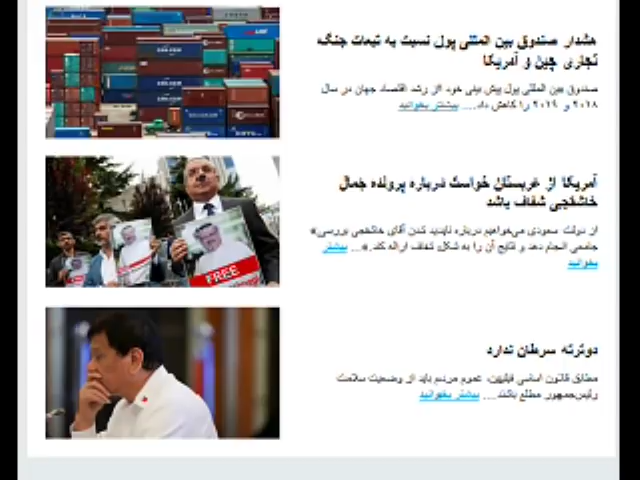 هشدار صندوق بین المللی پول نسبت به تبعات جنگ
تجاری چین و آمریکا
صندوق بین المللی پول پیش بینی خود از رشد اقتصاد جهان در سال
۲۰۱۸ و ۲۰۱۹ را کاهش داد.... بیشتر بخوانید
آمریکا از عربستان خواست درباره پرونده جمال
خاشقجی شفاف باشد
از دولت سعودی می‌خواهیم درباره ناپدید شدن آقای خاشقجی بررسی
جامعی انجام دهد و نتایج آن را به شکل شفاف ارائه کند.»... بیشتر
بخوانید
FREE
دوترته سرطان ندارد
مطابق قانون اساسی فیلیپین، عموم مردم باید از وضعیت سلامت
رئیس‌جمهور مطلع باشند.... بیشتر بخوانید